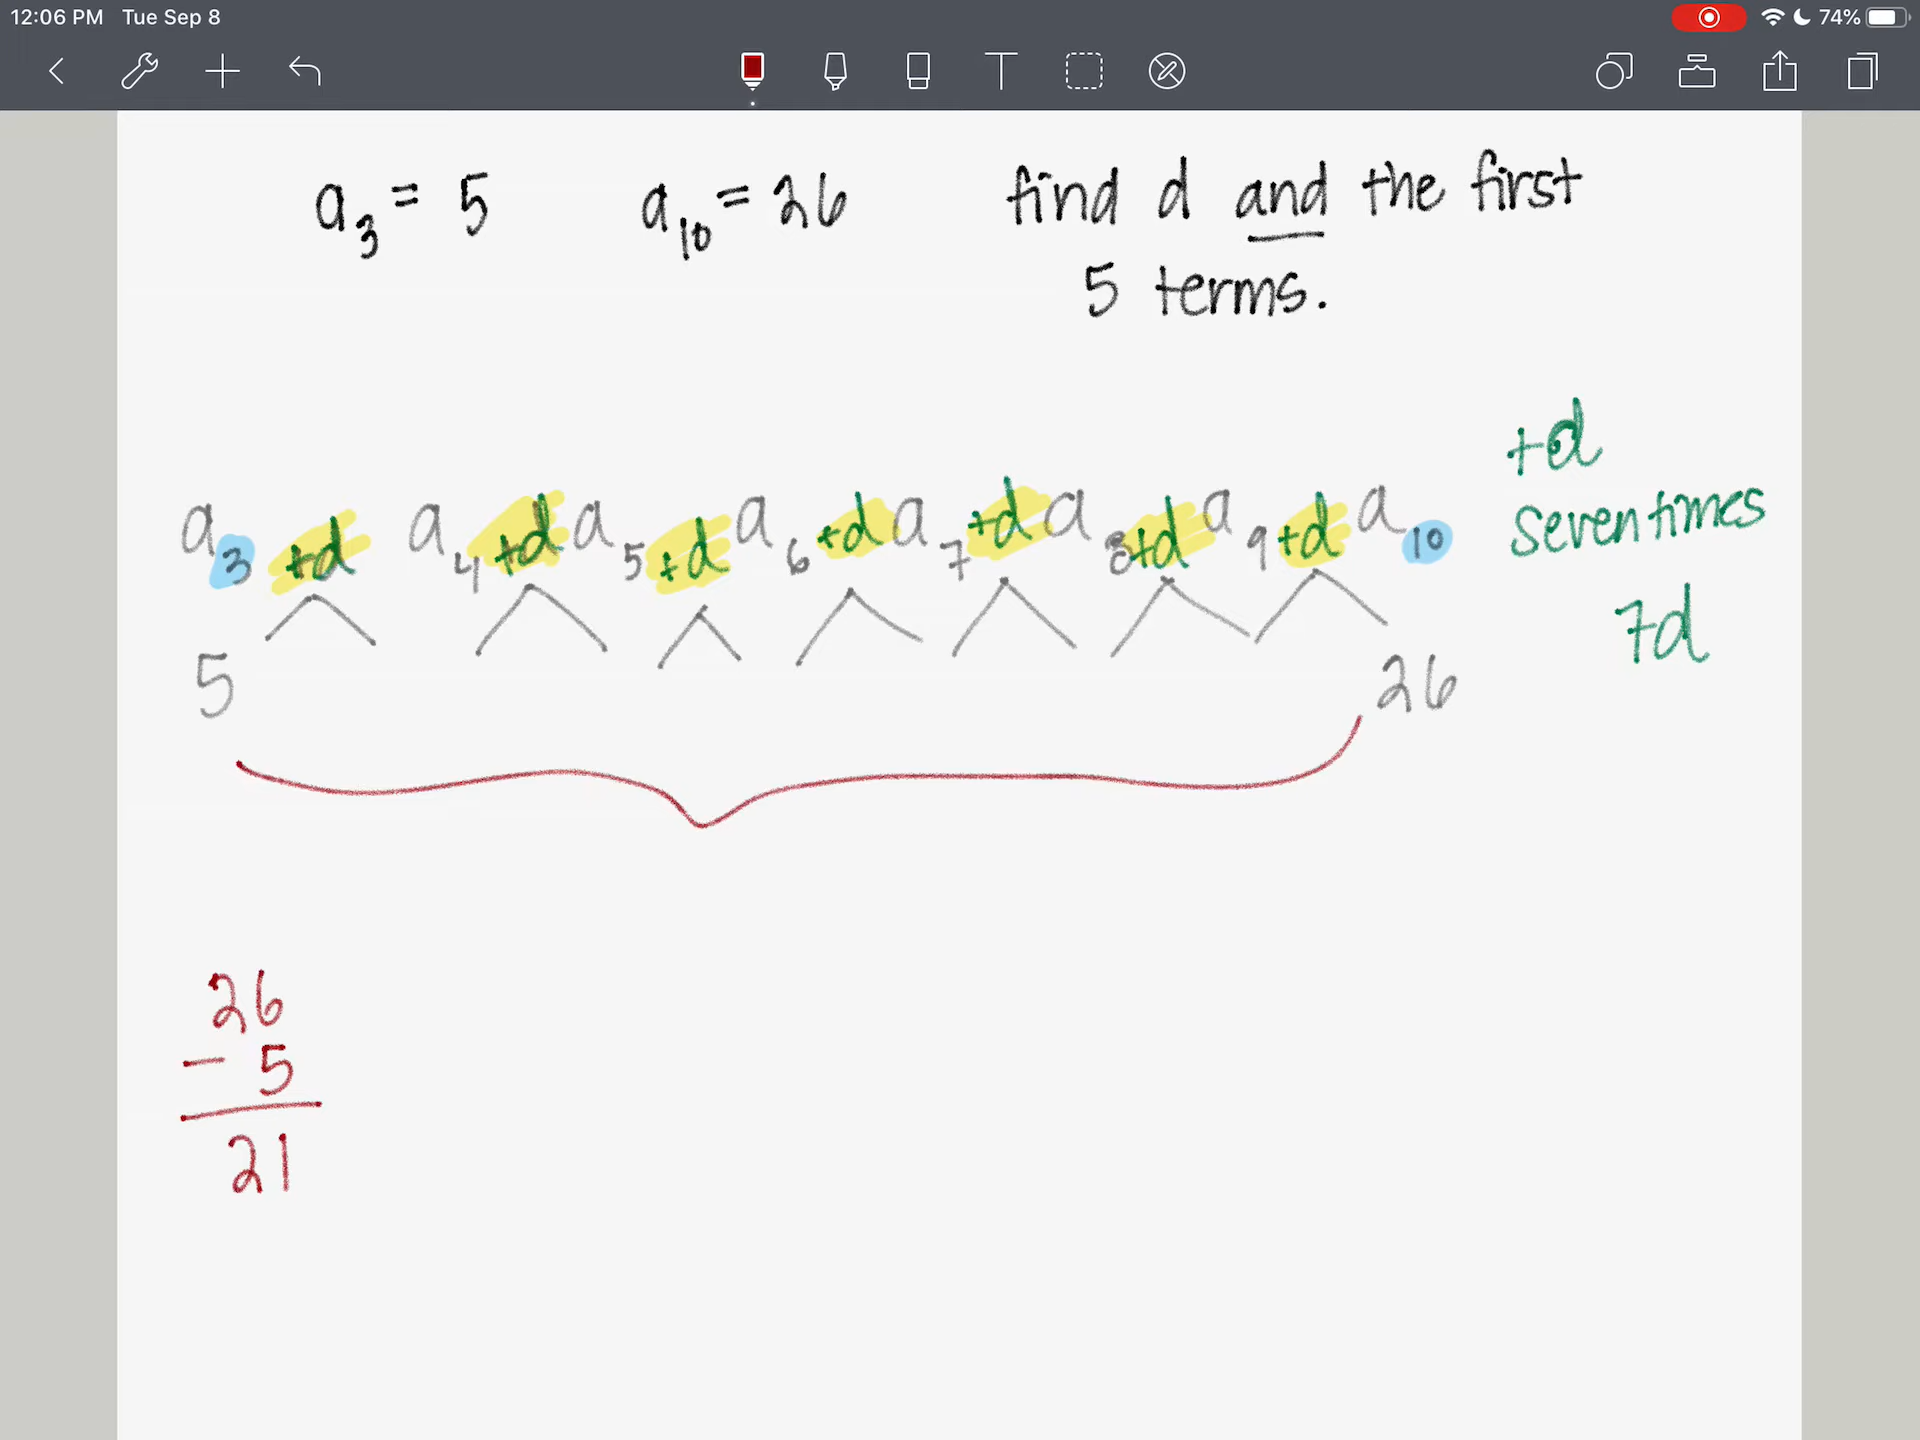 12:06 PM Tue Sep 8 74%
T
a₃ = 5 a₁₀ = 26 find d and the first
5 terms.
+d
a₃ +d a₄ +d a₅ +d a₆ +d a₇ +d a₈ +d a₉ +d a₁₀
seven times
7d
5 26
26
- 5
21